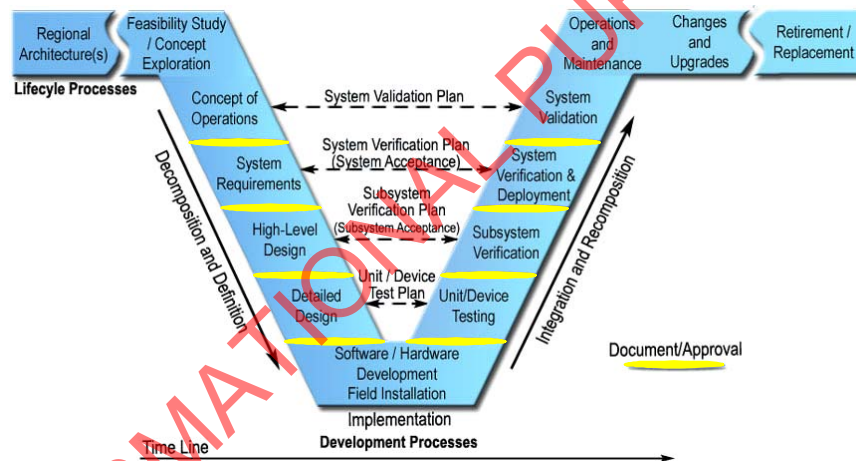 Regional
Architecture(s)
Feasibility Study
/ Concept
Exploration
Operations
and
Maintenance
Changes
and
Upgrades
Retirement /
Replacement
Lifecyle Processes
Concept of
Operations
System Validation Plan
System
Validation
System
Requirements
System Verification Plan
(System Acceptance)
System
Verification &
Deployment
High-Level
Design
Subsystem
Verification Plan
(Subsystem Acceptance)
Subsystem
Verification
Detailed
Design
Unit / Device
Test Plan
Unit/Device
Testing
Software / Hardware
Development
Field Installation
Implementation
Development Processes
Decomposition and Definition
Integration and Recomposition
Document/Approval
Time Line